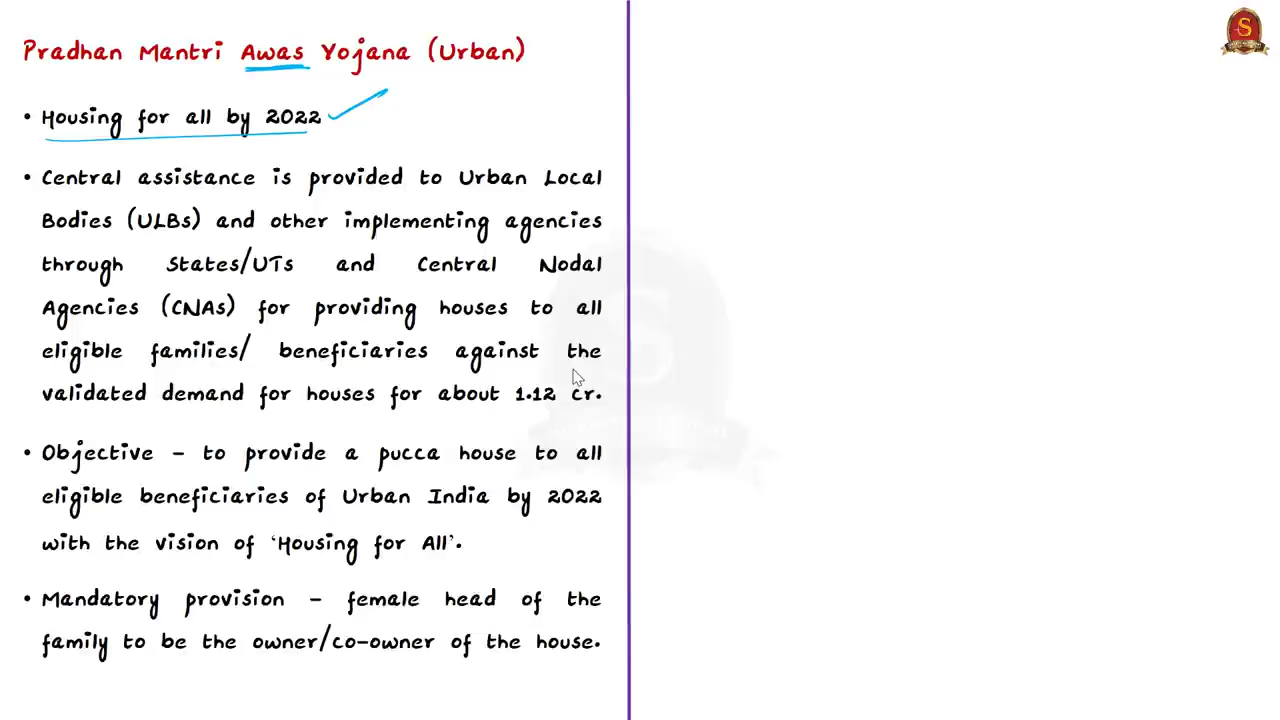 Pradhan Mantri Awas Yojana (Urban)
• Housing for all by 2022
• Central assistance is provided to Urban Local
Bodies (ULBs) and other implementing agencies
through States/UTs and Central Nodal
Agencies (CNAs) for providing houses to all
eligible families/ beneficiaries against the
validated demand for houses for about 1.12 cr.
• Objective – to provide a pucca house to all
eligible beneficiaries of Urban India by 2022
with the vision of ‘Housing for All’.
• Mandatory provision – female head of the
family to be the owner/co-owner of the house.
S